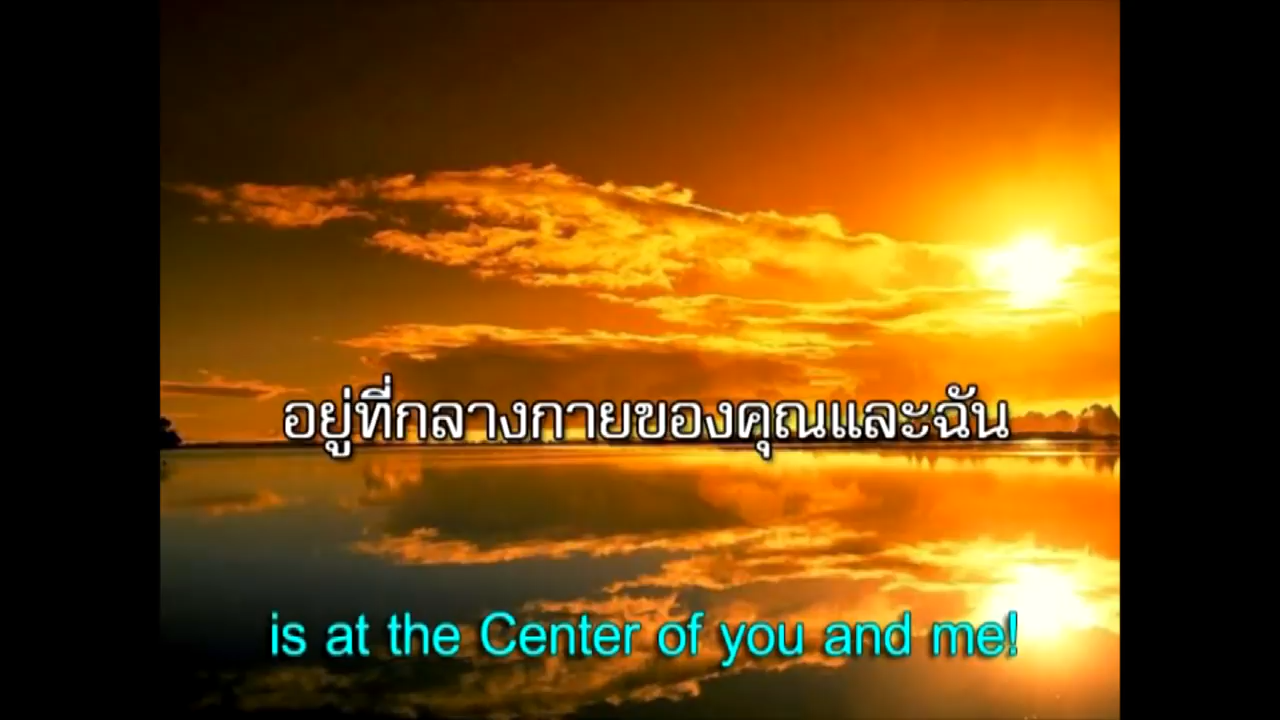 อยู่ที่กลางกายของคุณและฉัน
is at the Center of you and me!